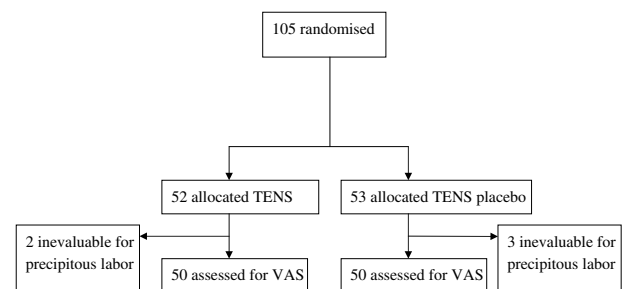 105 randomised
52 allocated TENS
53 allocated TENS placebo
2 inevaluable for
precipitous labor
3 inevaluable for
precipitous labor
50 assessed for VAS
50 assessed for VAS